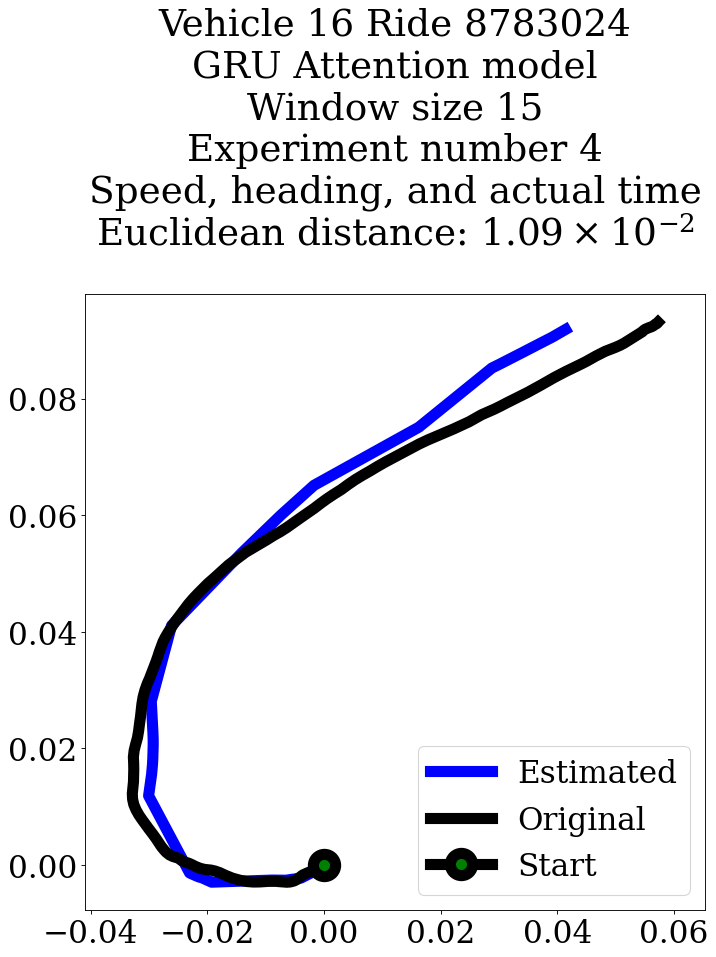 Vehicle 16 Ride 8783024
GRU Attention model
Window size 15
Experiment number 4
Speed, heading, and actual time
Euclidean distance: 1.09 × 10⁻²
0.08
0.06
0.04
0.02
0.00
Estimated
Original
Start
−0.04 −0.02 0.00 0.02 0.04 0.06